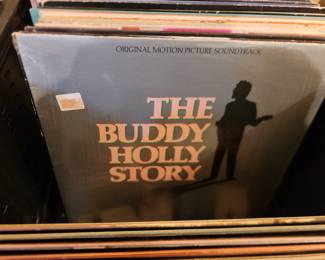 ORIGINAL MOTION PICTURE SOUNDTRACK
THE
BUDDY
HOLLY
STORY